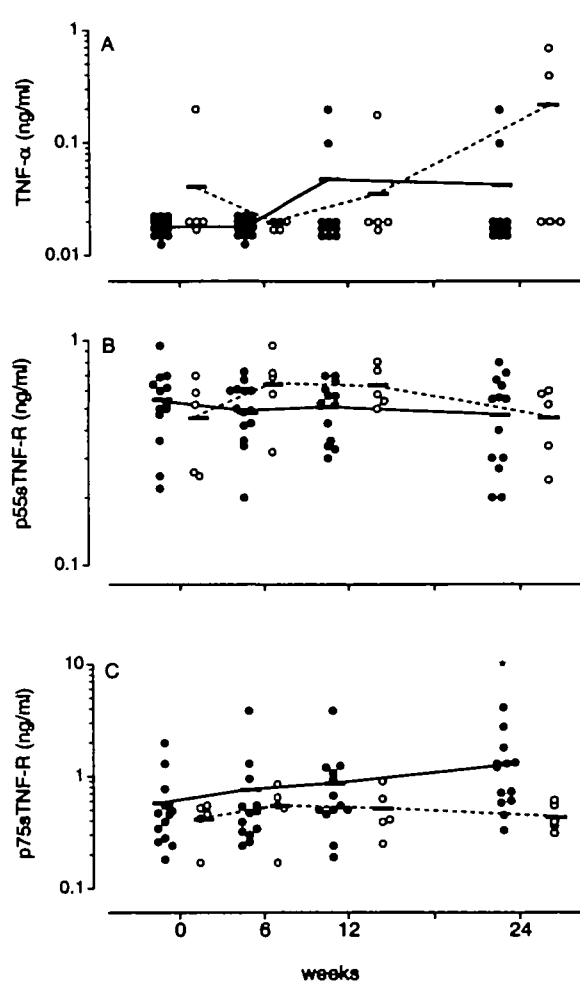 A
TNF-α (ng/ml)
1
0.1
0.01
B
p55sTNF-R (ng/ml)
1
0.1
C
p75sTNF-R (ng/ml)
10
*
1
0.1
0 6 12 24
weeks